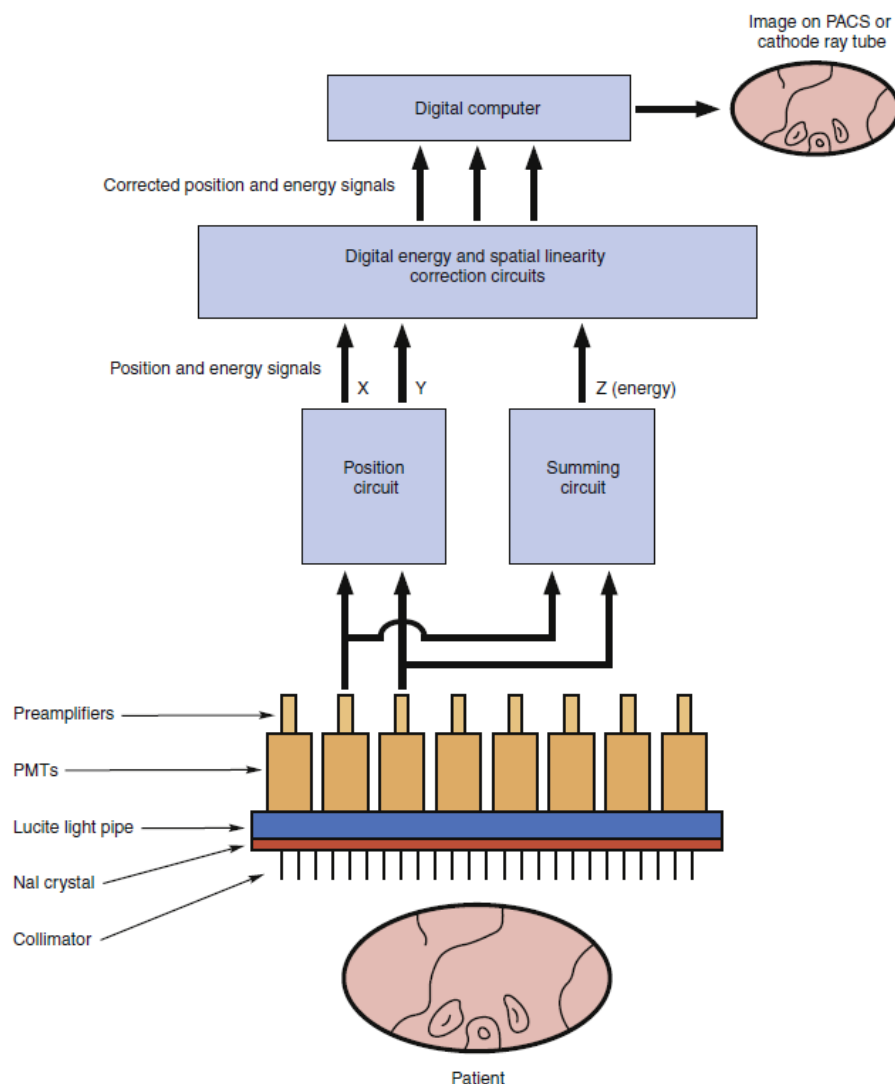 Image on PACS or
cathode ray tube
Digital computer
Corrected position and energy signals
Digital energy and spatial linearity
correction circuits
Position and energy signals
X
Y
Z (energy)
Position
circuit
Summing
circuit
Preamplifiers
PMTs
Lucite light pipe
NaI crystal
Collimator
Patient